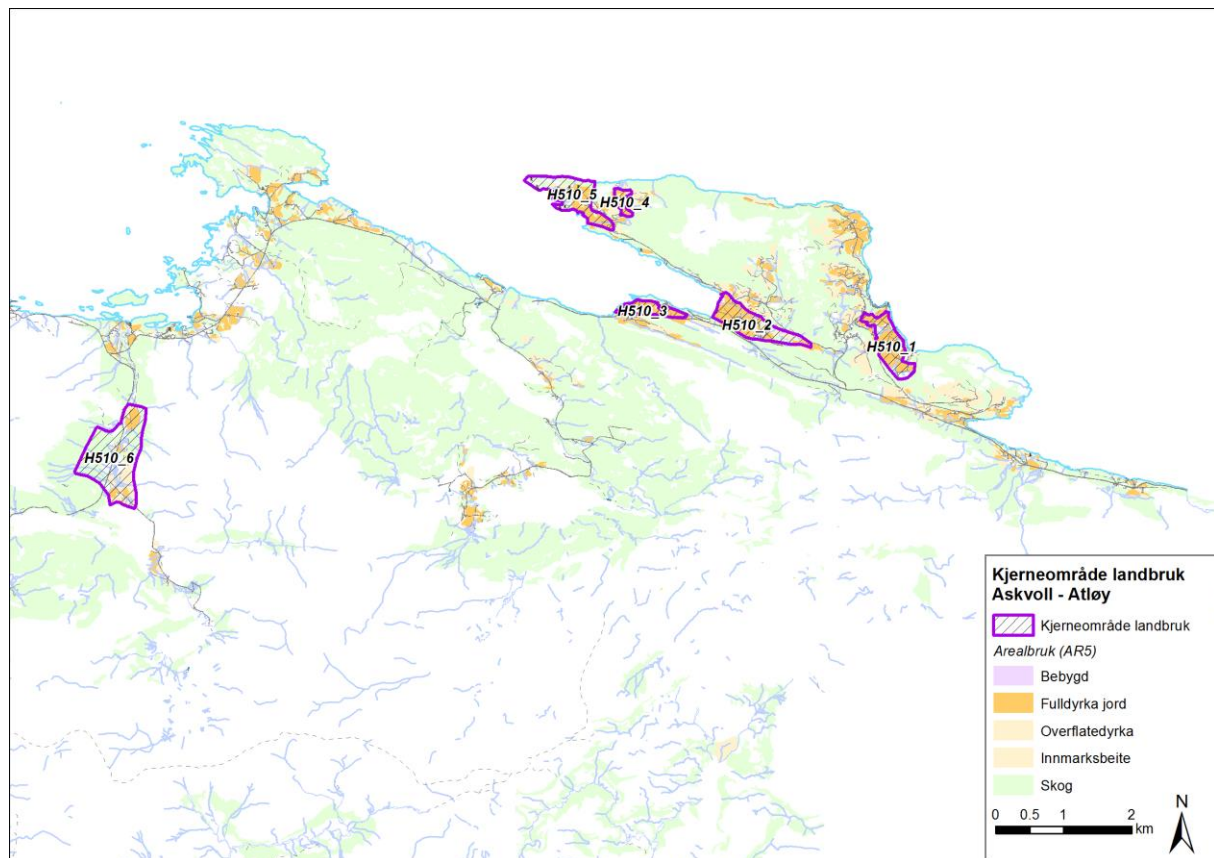 H510_5
H510_4
H510_3
H510_2
H510_1
H510_6
Kjerneområde landbruk
Askvoll - Atløy
Kjerneområde landbruk
Arealbruk (AR5)
Bebygd
Fulldyrka jord
Overflatedyrka
Innmarksbeite
Skog
N
0 0.5 1 2
km